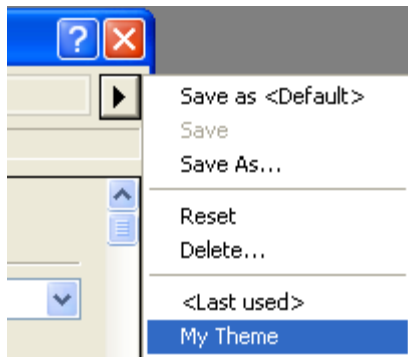 ?
Save as <Default>
Save
Save As...
Reset
Delete...
<Last used>
My Theme